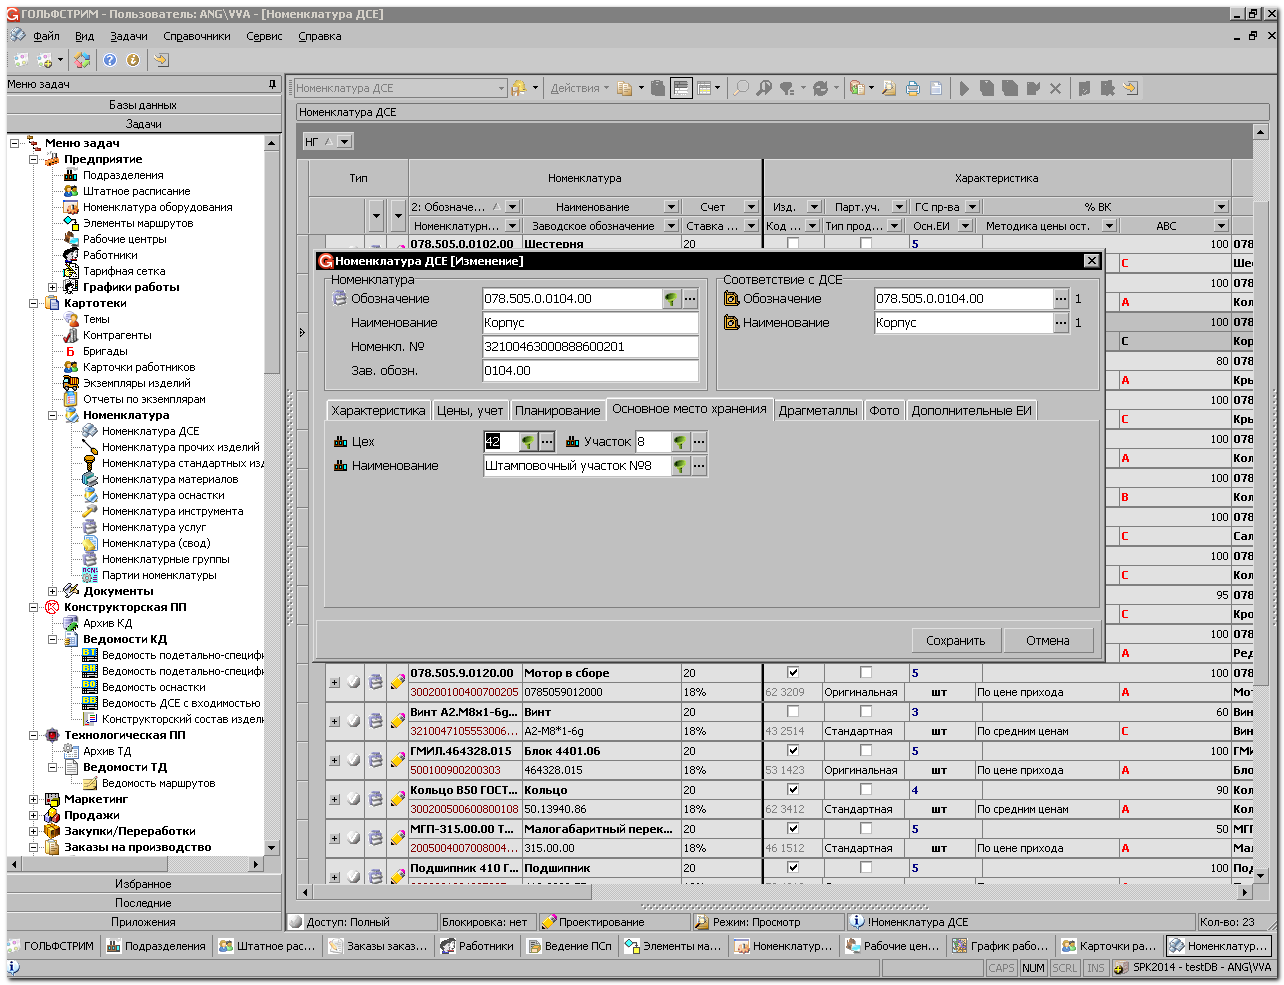 ГОЛЬФСТРИМ - Пользователь: ANG\VVA - [Номенклатура ДСЕ]
Файл Вид Задачи Справочники Сервис Справка
Меню задач
Базы данных
Задачи
Меню задач
Предприятие
Подразделения
Штатное расписание
Номенклатура оборудования
Элементы маршрутов
Рабочие центры
Работники
Тарифная сетка
Графики работы
Картотеки
Темы
Контрагенты
Бригады
Карточки работников
Экземпляры изделий
Отчеты по экземплярам
Номенклатура
Номенклатура ДСЕ
Номенклатура прочих изделий
Номенклатура стандартных изд
Номенклатура материалов
Номенклатура оснастки
Номенклатура инструмента
Номенклатура услуг
Номенклатура (свод)
Номенклатурные группы
Партии номенклатуры
Документы
Конструкторская ПП
Архив КД
Ведомости КД
Ведомость подетально-специфи
Ведомость подетально-специфи
Ведомость оснастки
Ведомость ДСЕ с входимостью
Конструкторский состав издели
Технологическая ПП
Архив ТД
Ведомости ТД
Ведомость маршрутов
Маркетинг
Продажи
Закупки/Переработки
Заказы на производство
Избранное
Последние
Приложения
Номенклатура ДСЕ Действия
Номенклатура ДСЕ
НГ
Тип Номенклатура Характеристика
2: Обозначе... Наименование Счет Изд. Парт.уч. ГС пр-ва % ВК
Номенклатурн... Заводское обозначение Ставка ... Код ... Тип прод... Осн.ЕИ Методика цены ост. АВС
078.505.0.0102.00 Шестерня 20 5 100 078
C Шес
100 078
A Кол
100 078
C Кор
80 078
A Кры
100 078
C Кры
100 078
A Кол
100 078
B Кол
100 078
C Сал
100 078
C Кол
95 078
C Кро
100 078
A Ред
Номенклатура ДСЕ [Изменение]
Номенклатура
Обозначение 078.505.0.0104.00
Наименование Корпус
Номенкл. № 32100463000888600201
Зав. обозн. 0104.00
Соответствие с ДСЕ
Обозначение 078.505.0.0104.00 1
Наименование Корпус 1
Характеристика Цены, учет Планирование Основное место хранения Драгметаллы Фото Дополнительные ЕИ
Цех 42 Участок 8
Наименование Штамповочный участок №8
Сохранить Отмена
078.505.9.0120.00 Мотор в сборе 20 5 100 078
300200100400700205 0785059012000 18% 62 3209 Оригинальная шт По цене прихода A Мот
Винт А2.М8х1-6g... Винт 20 3 60 Вин
3210047105553006... А2-М8*1-6g 18% 43 2514 Стандартная шт По средним ценам C Вин
ГМИЛ.464328.015 Блок 4401.06 20 5 100 ГМИ
500100900200303 464328.015 18% 53 1423 Оригинальная шт По цене прихода A Бло
Кольцо В50 ГОСТ... Кольцо 20 4 90 Кол
300200500600800108 50.13940.86 18% 62 3412 Стандартная шт По средним ценам A Кол
МГП-315.00.00 Т... Малогабаритный перек... 20 5 50 МГП
2005004007008004... 315.00.00 18% 46 1512 Стандартная шт По цене прихода A Мал
Подшипник 410 Г... Подшипник 20 5 100 Под
Доступ: Полный Блокировка: нет Проектирование Режим: Просмотр !Номенклатура ДСЕ Кол-во: 23
ГОЛЬФСТРИМ Подразделения Штатное рас... Заказы заказ... Работники Ведение ПСп Элементы ма... Номенклатур... Рабочие цен... График рабо... Карточки ра... Номенклатур...
CAPS NUM SCRL INS SPK2014 - testDB - ANG\VVA